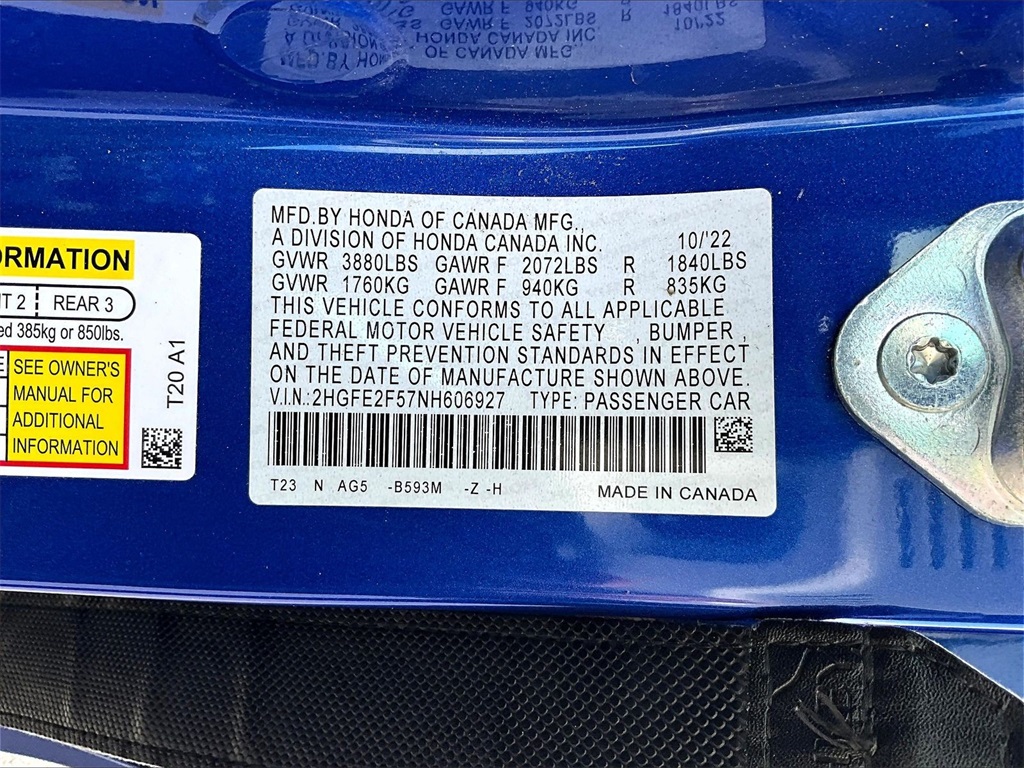 MFD.BY HONDA OF CANADA MFG.,
A DIVISION OF HONDA CANADA INC. 10/'22
GVWR 3880LBS GAWR F 2072LBS R 1840LBS
GVWR 1760KG GAWR F 940KG R 835KG
THIS VEHICLE CONFORMS TO ALL APPLICABLE
FEDERAL MOTOR VEHICLE SAFETY , BUMPER ,
AND THEFT PREVENTION STANDARDS IN EFFECT
ON THE DATE OF MANUFACTURE SHOWN ABOVE.
V.I.N.:2HGFE2F57NH606927 TYPE: PASSENGER CAR
T23 N AG5 -B593M -Z -H MADE IN CANADA
REAR 3
385kg or 850lbs.
SEE OWNER'S
MANUAL FOR
ADDITIONAL
INFORMATION
T20 A1